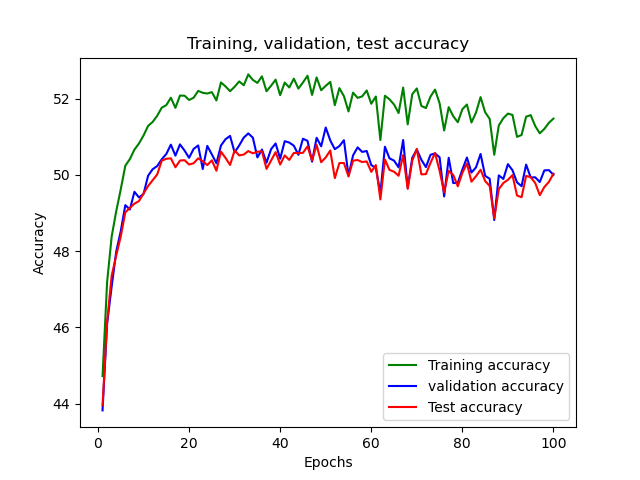 Training, validation, test accuracy
Accuracy
52
50
48
46
44
0 20 40 60 80 100
Epochs
Training accuracy
validation accuracy
Test accuracy